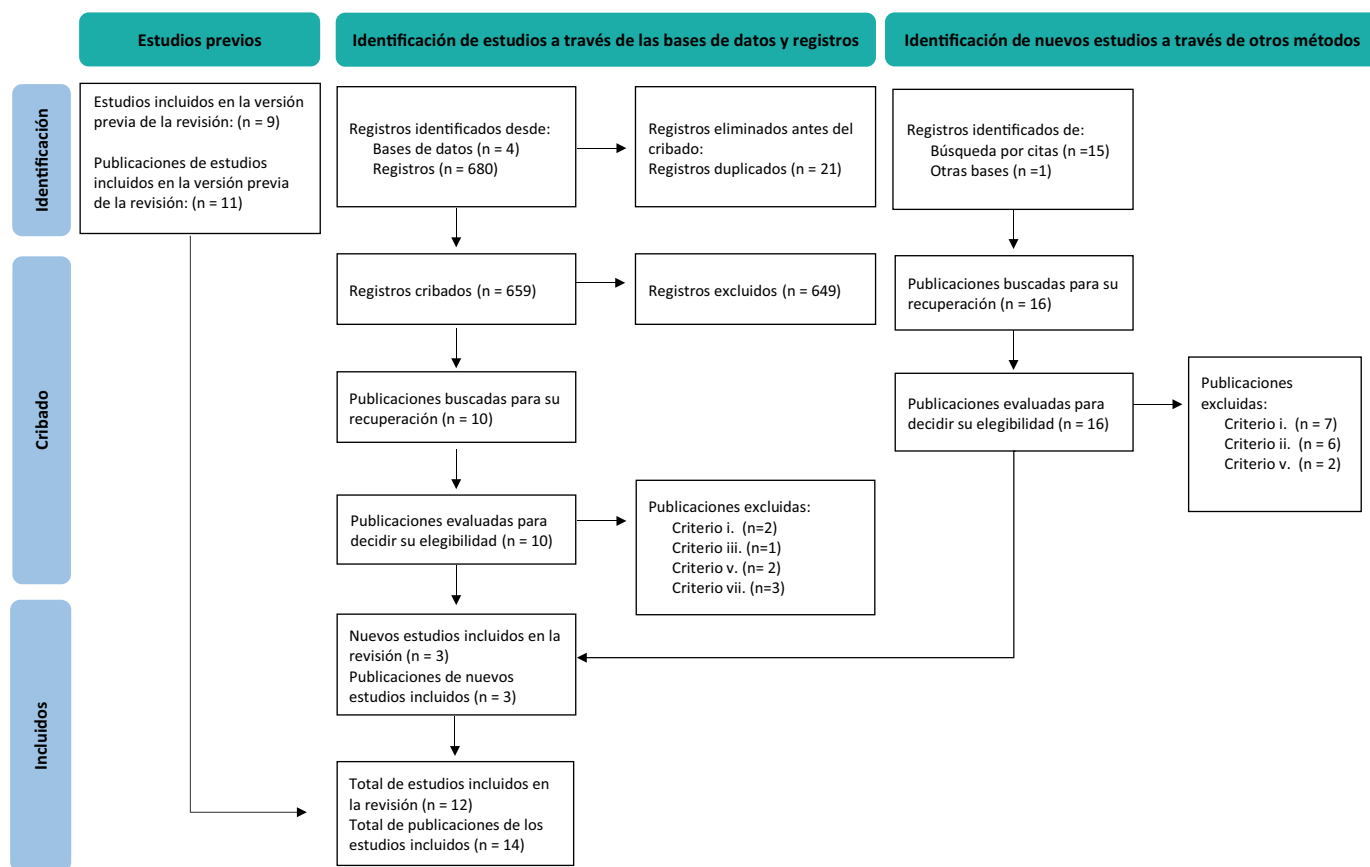 Estudios previos
Identificación de estudios a través de las bases de datos y registros
Identificación de nuevos estudios a través de otros métodos
Identificación
Estudios incluidos en la versión
previa de la revisión: (n = 9)
Publicaciones de estudios
incluidos en la versión previa
de la revisión: (n = 11)
Registros identificados desde:
Bases de datos (n = 4)
Registros (n = 680)
Registros eliminados antes del
cribado:
Registros duplicados (n = 21)
Registros identificados de:
Búsqueda por citas (n =15)
Otras bases (n =1)
Cribado
Registros cribados (n = 659)
Registros excluidos (n = 649)
Publicaciones buscadas para su
recuperación (n = 16)
Publicaciones buscadas para su
recuperación (n = 10)
Publicaciones evaluadas para
decidir su elegibilidad (n = 16)
Publicaciones
excluidas:
Criterio i. (n = 7)
Criterio ii. (n = 6)
Criterio v. (n = 2)
Publicaciones evaluadas para
decidir su elegibilidad (n = 10)
Publicaciones excluidas:
Criterio i. (n=2)
Criterio iii. (n=1)
Criterio v. (n= 2)
Criterio vii. (n=3)
Incluidos
Nuevos estudios incluidos en la
revisión (n = 3)
Publicaciones de nuevos
estudios incluidos (n = 3)
Total de estudios incluidos en
la revisión (n = 12)
Total de publicaciones de los
estudios incluidos (n = 14)